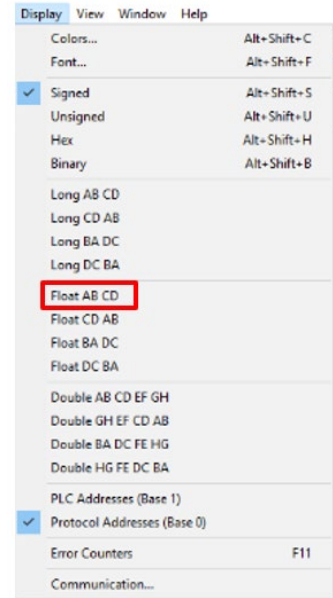 Display View Window Help
Colors... Alt+Shift+C
Font... Alt+Shift+F
Signed Alt+Shift+S
Unsigned Alt+Shift+U
Hex Alt+Shift+H
Binary Alt+Shift+B
Long AB CD
Long CD AB
Long BA DC
Long DC BA
Float AB CD
Float CD AB
Float BA DC
Float DC BA
Double AB CD EF GH
Double GH EF CD AB
Double BA DC FE HG
Double HG FE DC BA
PLC Addresses (Base 1)
Protocol Addresses (Base 0)
Error Counters F11
Communication...